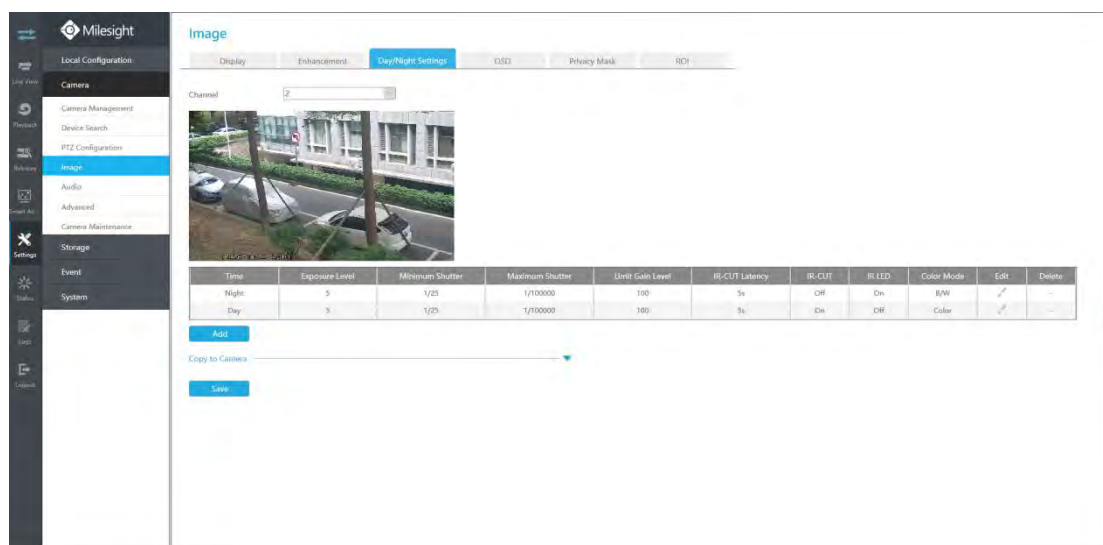 Milesight
Local Configuration
Live View
Camera
Playback
Camera Management
Device Search
PTZ Configuration
Retrieve
Image
Audio
Advanced
Camera Maintenance
Settings
Storage
Status
Event
System
Logs
Logout
Image
Display Enhancement Day/Night Settings OSD Privacy Mask ROI
Channel 2
Time Exposure Level Minimum Shutter Maximum Shutter Limit Gain Level IR-CUT Latency IR-CUT IR LED Color Mode Edit Delete
Night 5 1/25 1/100000 100 5s Off On B/W -
Day 5 1/25 1/100000 100 5s On Off Color -
Add
Copy to Camera
Save